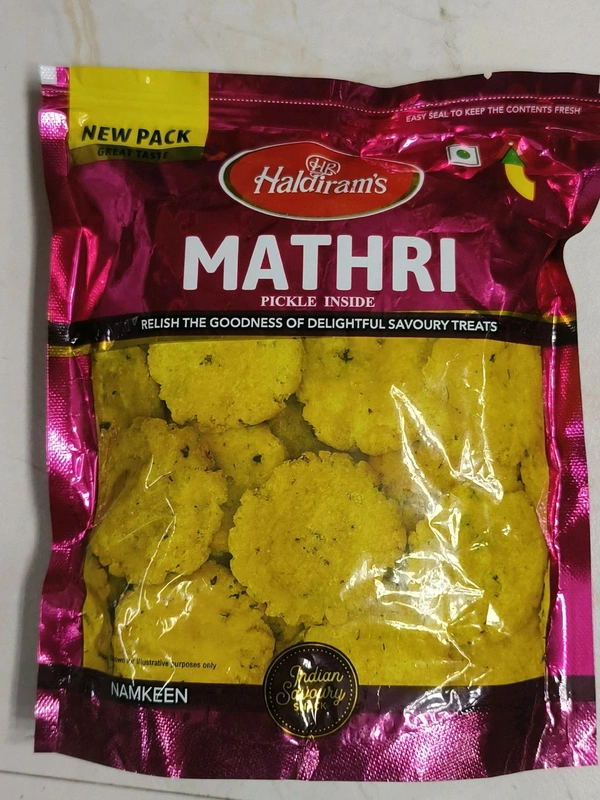 NEW PACK
GREAT TASTE
EASY SEAL TO KEEP THE CONTENTS FRESH
HR
Haldiram's
MATHRI
PICKLE INSIDE
RELISH THE GOODNESS OF DELIGHTFUL SAVOURY TREATS
illustrative purposes only
NAMKEEN
Indian
Savoury
SNACK